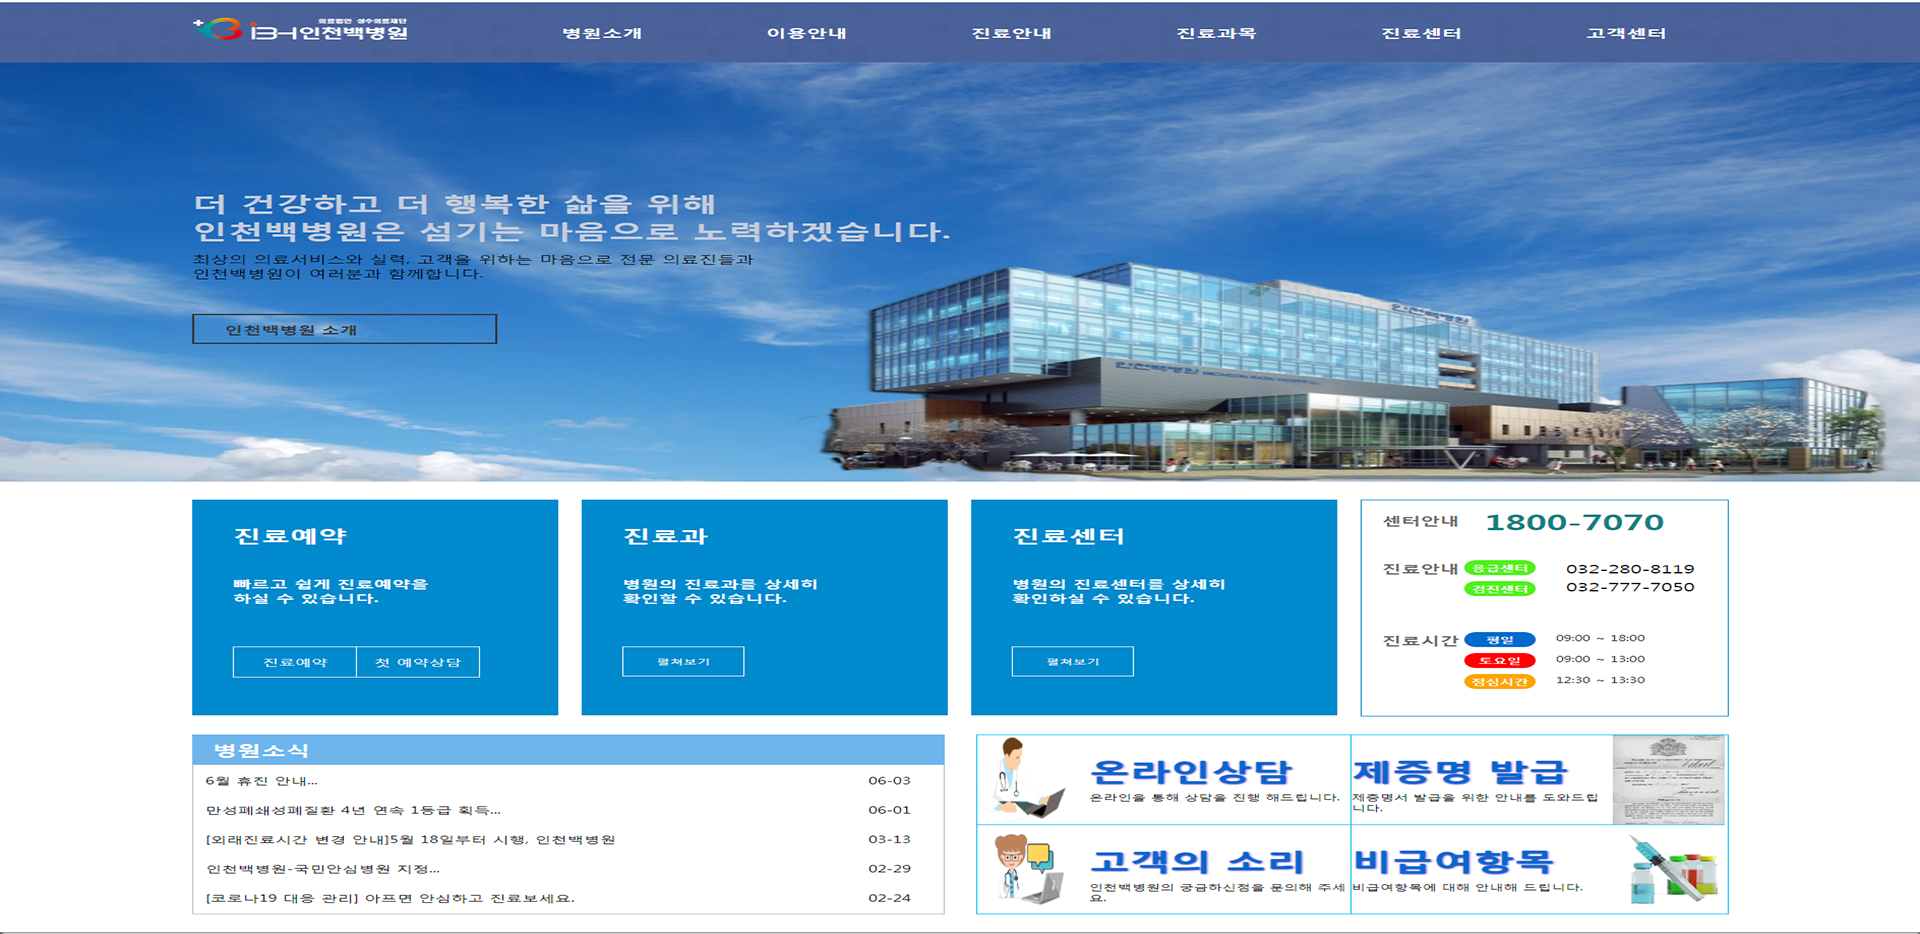 의료법인 성수의료재단
IBH인천백병원
병원소개
이용안내
진료안내
진료과목
진료센터
고객센터
더 건강하고 더 행복한 삶을 위해
인천백병원은 섬기는 마음으로 노력하겠습니다.
최상의 의료서비스와 실력, 고객을 위하는 마음으로 전문 의료진들과
인천백병원이 여러분과 함께합니다.
인천백병원 소개
인천백병원
인천백병원
진료예약
빠르고 쉽게 진료예약을
하실 수 있습니다.
진료예약
첫 예약상담
진료과
병원의 진료과를 상세히
확인할 수 있습니다.
펼쳐보기
진료센터
병원의 진료센터를 상세히
확인하실 수 있습니다.
펼쳐보기
센터안내 1800-7070
진료안내 응급센터 032-280-8119
검진센터 032-777-7050
진료시간 평일 09:00 ~ 18:00
토요일 09:00 ~ 13:00
점심시간 12:30 ~ 13:30
병원소식
6월 휴진 안내... 06-03
만성폐쇄성폐질환 4년 연속 1등급 획득... 06-01
[외래진료시간 변경 안내]5월 18일부터 시행, 인천백병원 03-13
인천백병원-국민안심병원 지정... 02-29
[코로나19 대응 관리] 아프면 안심하고 진료보세요. 02-24
온라인상담
온라인을 통해 상담을 진행 해드립니다.
제증명 발급
제증명서 발급을 위한 안내를 도와드립
니다.
고객의 소리
인천백병원의 궁금하신점을 문의해 주세
요.
비급여항목
비급여항목에 대해 안내해 드립니다.